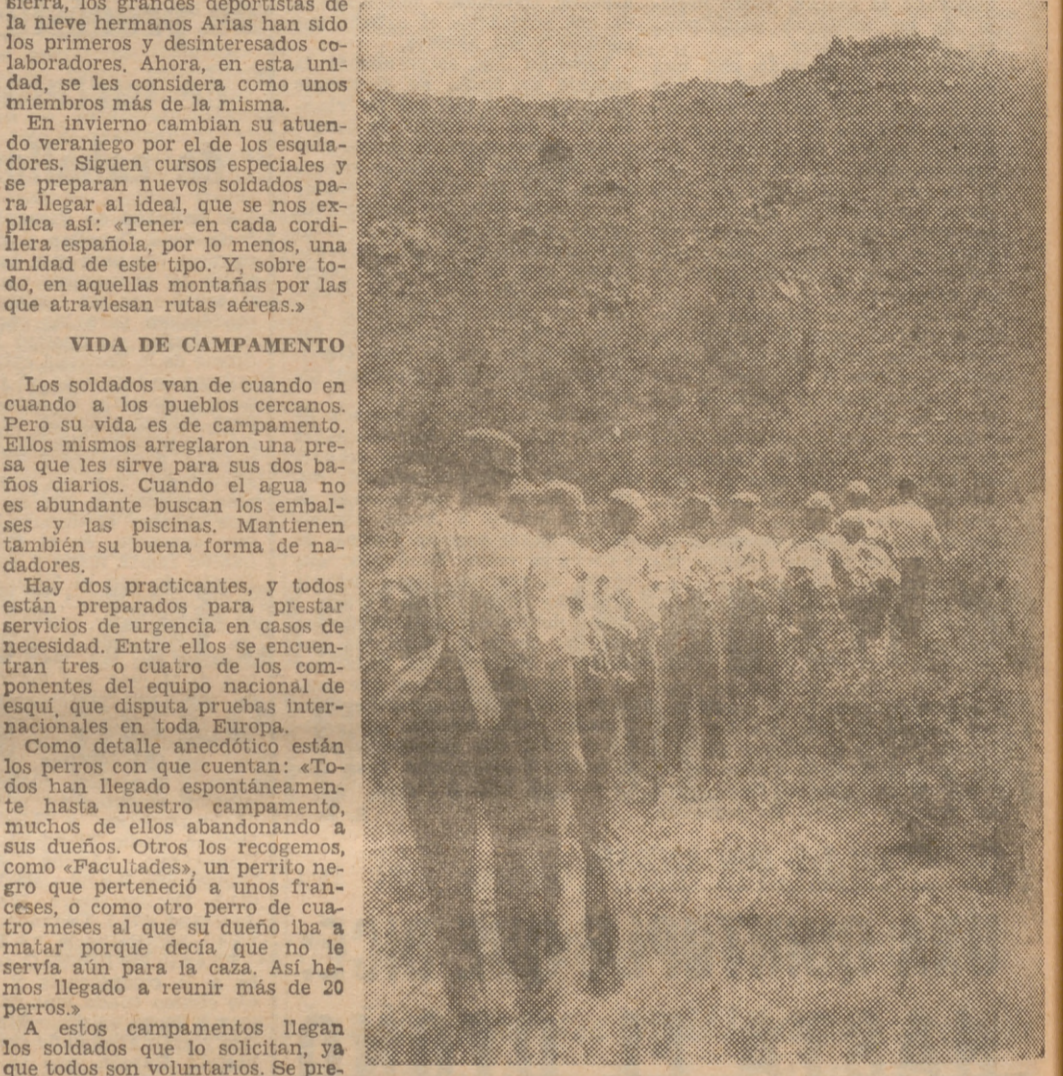 sierra, los grandes deportistas de
la nieve hermanos Arias han sido
los primeros y desinteresados co-
laboradores. Ahora, en esta uni-
dad, se les considera como unos
miembros más de la misma.
En invierno cambian su atuen-
do veraniego por el de los esquia-
dores. Siguen cursos especiales y
se preparan nuevos soldados pa-
ra llegar al ideal, que se nos ex-
plica así: «Tener en cada cordi-
llera española, por lo menos, una
unidad de este tipo. Y, sobre to-
do, en aquellas montañas por las
que atraviesan rutas aéreas.»
VIDA DE CAMPAMENTO
Los soldados van de cuando en
cuando a los pueblos cercanos.
Pero su vida es de campamento.
Ellos mismos arreglaron una pre-
sa que les sirve para sus dos ba-
ños diarios. Cuando el agua no
es abundante buscan los embal-
ses y las piscinas. Mantienen
también su buena forma de na-
dadores.
Hay dos practicantes, y todos
están preparados para prestar
servicios de urgencia en casos de
necesidad. Entre ellos se encuen-
tran tres o cuatro de los com-
ponentes del equipo nacional de
esquí, que disputa pruebas inter-
nacionales en toda Europa.
Como detalle anecdótico están
los perros con que cuentan: «To-
dos han llegado espontáneamen-
te hasta nuestro campamento,
muchos de ellos abandonando a
sus dueños. Otros los recogemos,
como «Facultades», un perrito ne-
gro que perteneció a unos fran-
ceses, o como otro perro de cua-
tro meses al que su dueño iba a
matar porque decía que no le
servía aún para la caza. Así he-
mos llegado a reunir más de 20
perros.»
A estos campamentos llegan
los soldados que lo solicitan, ya
que todos son voluntarios. Se pre-